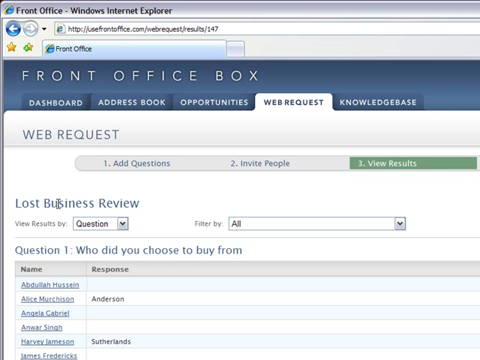 Front Office - Windows Internet Explorer
http://usefrontoffice.com/webrequest/results/147
Front Office
FRONT OFFICE BOX
DASHBOARD ADDRESS BOOK OPPORTUNITIES WEB REQUEST KNOWLEDGEBASE
WEB REQUEST
1. Add Questions 2. Invite People 3. View Results
Lost Business Review
View Results by: Question Filter by: All
Question 1: Who did you choose to buy from
Name Response
Abdullah Hussein
Alice Murchison Anderson
Angela Gabriel
Anwar Singh
Harvey Jameson Sutherlands
James Fredericks